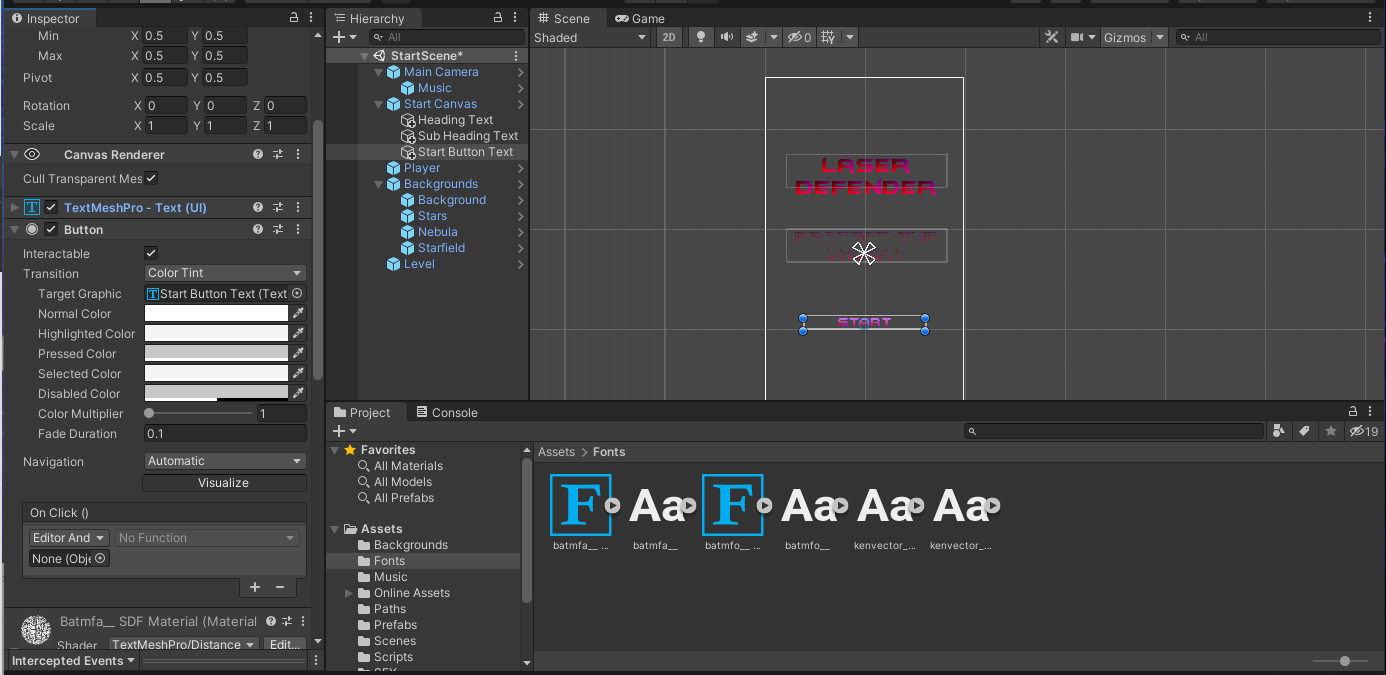 Inspector
Min X 0.5 Y 0.5
Max X 0.5 Y 0.5
Pivot X 0.5 Y 0.5
Rotation X 0 Y 0 Z 0
Scale X 1 Y 1 Z 1
Canvas Renderer
Cull Transparent Mes
TextMeshPro - Text (UI)
Button
Interactable
Transition Color Tint
Target Graphic Start Button Text (Text
Normal Color
Highlighted Color
Pressed Color
Selected Color
Disabled Color
Color Multiplier 1
Fade Duration 0.1
Navigation Automatic
Visualize
On Click ()
Editor And No Function
None (Obje
Batmfa__ SDF Material (Material
Shader TextMeshPro/Distance Edit...
Intercepted Events
Hierarchy
All
StartScene*
Main Camera
Music
Start Canvas
Heading Text
Sub Heading Text
Start Button Text
Player
Backgrounds
Background
Stars
Nebula
Starfield
Level
Scene Game
Shaded 2D 0 Gizmos All
LASER
DEFENDER
START
Project Console
19
Favorites
All Materials
All Models
All Prefabs
Assets
Backgrounds
Fonts
Music
Online Assets
Paths
Prefabs
Scenes
Scripts
Assets > Fonts
F Aa F Aa Aa Aa
batmfa__ ... batmfa__ batmfo__ ... batmfo__ kenvector_... kenvector_...